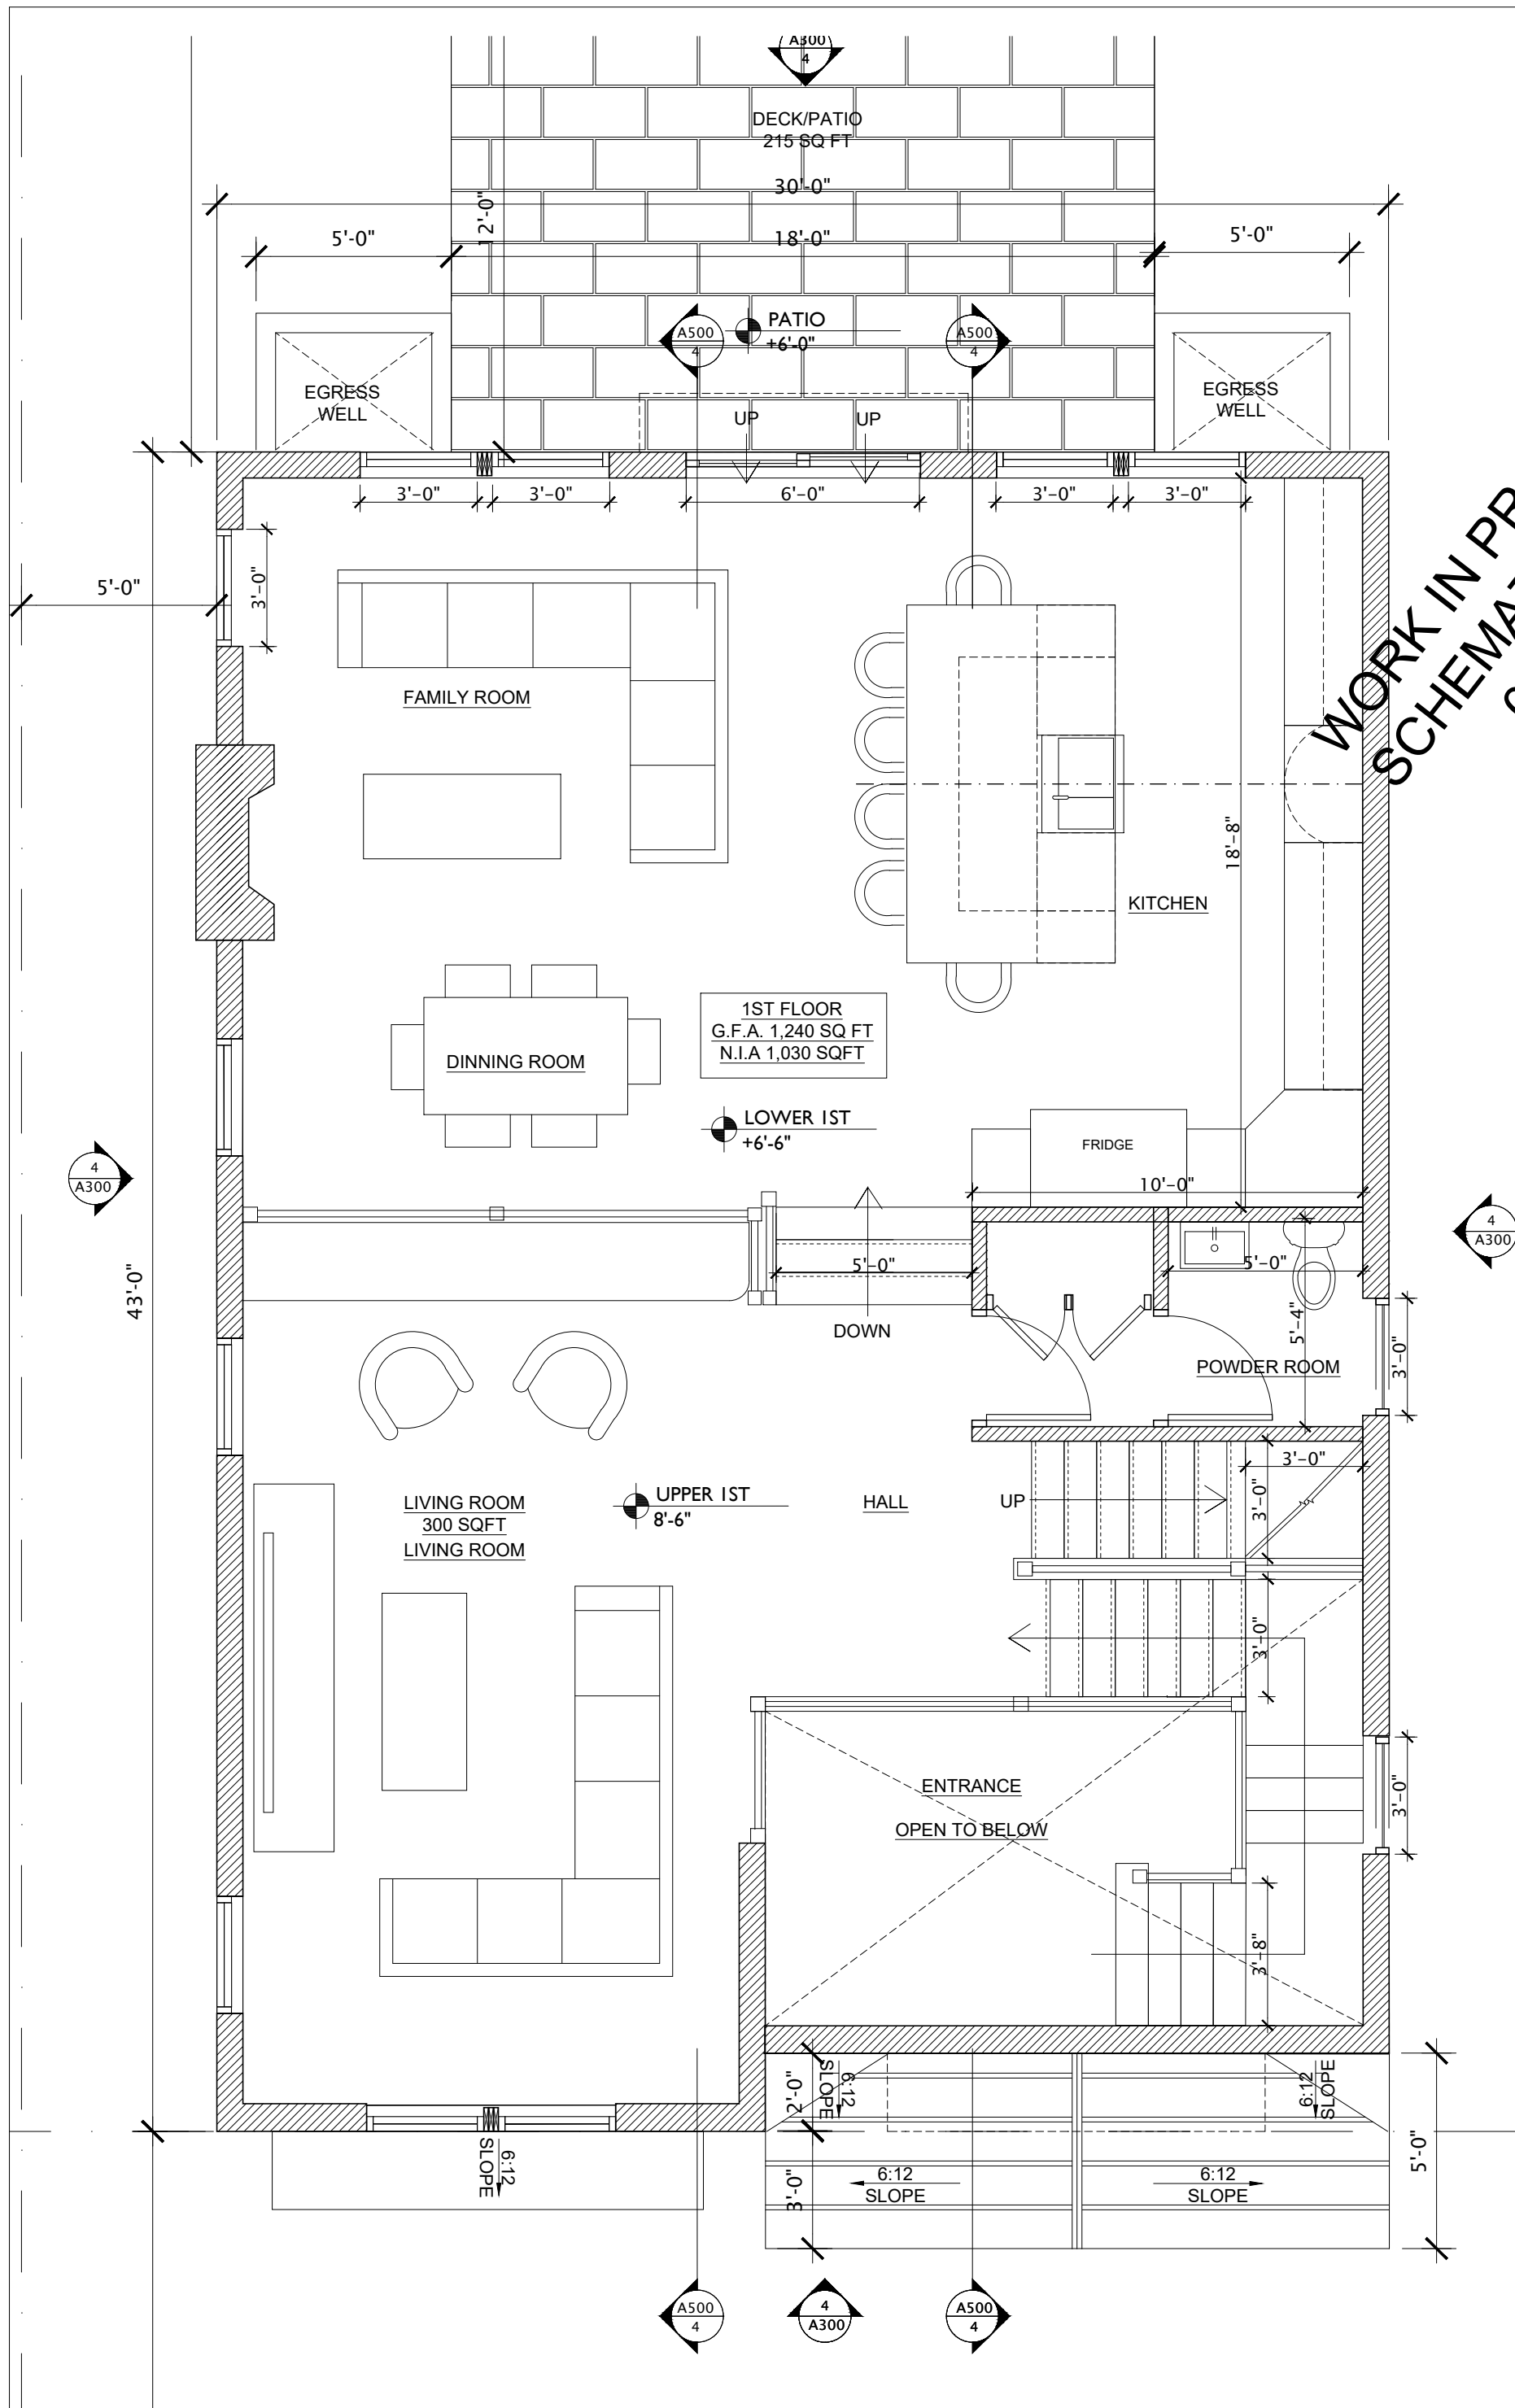 A300
4
DECK/PATIO
215 SQ FT
30'-0"
12'-0"
5'-0"
18'-0"
5'-0"
A500
4
PATIO
+6'-0"
A500
4
EGRESS
WELL
EGRESS
WELL
UP
UP
3'-0"
3'-0"
6'-0"
3'-0"
3'-0"
5'-0"
3'-0"
WORK IN PR
SCHEMAT
FAMILY ROOM
18'-8"
KITCHEN
1ST FLOOR
G.F.A. 1,240 SQ FT
N.I.A 1,030 SQFT
DINNING ROOM
LOWER 1ST
+6'-6"
FRIDGE
10'-0"
4
A300
4
A300
43'-0"
5'-0"
5'-0"
DOWN
5'-4"
POWDER ROOM
3'-0"
3'-0"
LIVING ROOM
300 SQFT
LIVING ROOM
UPPER 1ST
8'-6"
HALL
UP
3'-0"
3'-0"
ENTRANCE
OPEN TO BELOW
3'-0"
3'-8"
2'-0"
6:12
SLOPE
6:12
SLOPE
6:12
SLOPE
3'-0"
6:12
SLOPE
6:12
SLOPE
5'-0"
A500
4
4
A300
A500
4